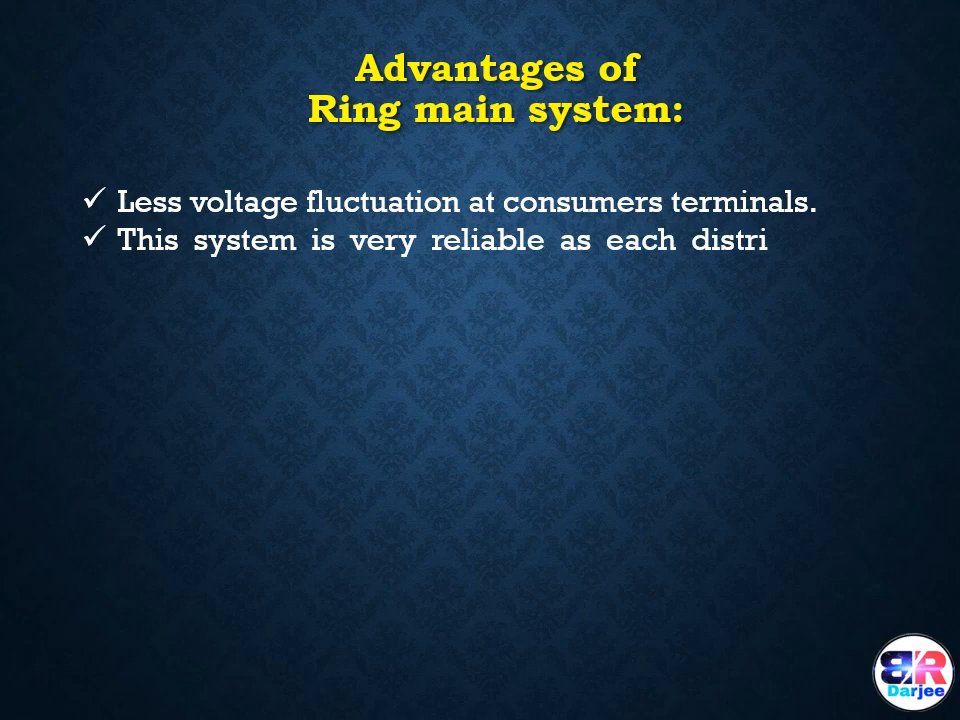 Advantages of
Ring main system:
✓ Less voltage fluctuation at consumers terminals.
✓ This system is very reliable as each distri
BR
Darjee